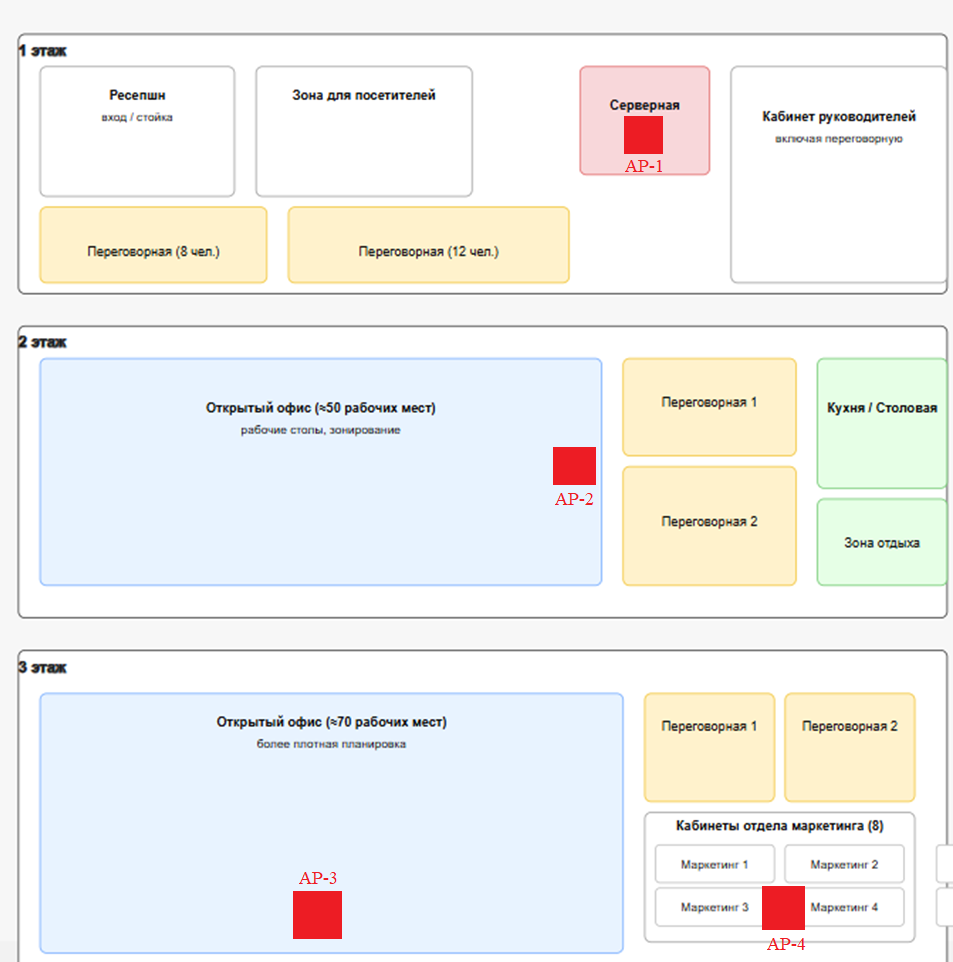 1 этаж
Ресепшн
вход / стойка
Зона для посетителей
Серверная
AP-1
Кабинет руководителей
включая переговорную
Переговорная (8 чел.)
Переговорная (12 чел.)
2 этаж
Открытый офис (≈50 рабочих мест)
рабочие столы, зонирование
AP-2
Переговорная 1
Переговорная 2
Кухня / Столовая
Зона отдыха
3 этаж
Открытый офис (≈70 рабочих мест)
более плотная планировка
AP-3
Переговорная 1
Переговорная 2
Кабинеты отдела маркетинга (8)
Маркетинг 1
Маркетинг 2
Маркетинг 3
Маркетинг 4
AP-4